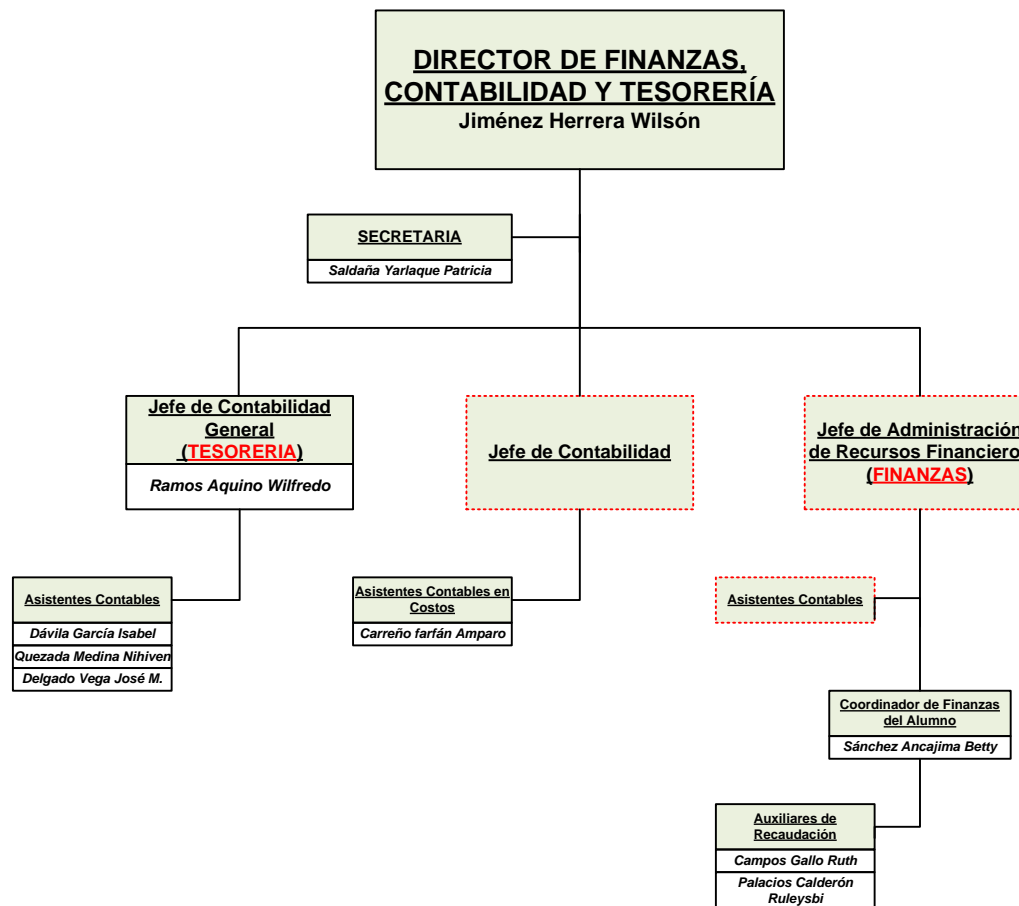 DIRECTOR DE FINANZAS,
CONTABILIDAD Y TESORERÍA
Jiménez Herrera Wilsón
SECRETARIA
Saldaña Yarlaque Patricia
Jefe de Contabilidad
General
(TESORERIA)
Ramos Aquino Wilfredo
Jefe de Contabilidad
Jefe de Administración
de Recursos Financiero
(FINANZAS)
Asistentes Contables
Dávila García Isabel
Quezada Medina Nihiven
Delgado Vega José M.
Asistentes Contables en
Costos
Carreño farfán Amparo
Asistentes Contables
Coordinador de Finanzas
del Alumno
Sánchez Ancajima Betty
Auxiliares de
Recaudación
Campos Gallo Ruth
Palacios Calderón
Ruleysbi